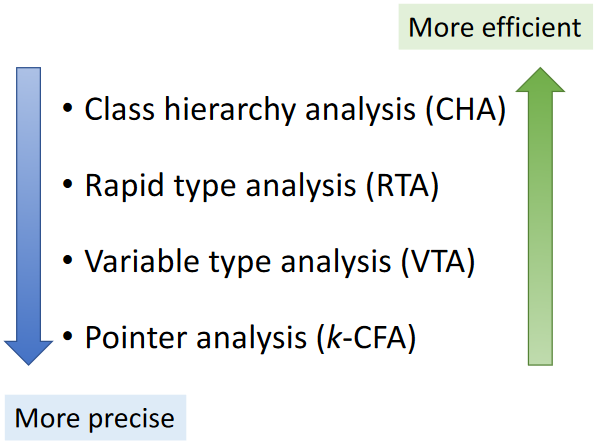 More efficient
• Class hierarchy analysis (CHA)
• Rapid type analysis (RTA)
• Variable type analysis (VTA)
• Pointer analysis (k-CFA)
More precise